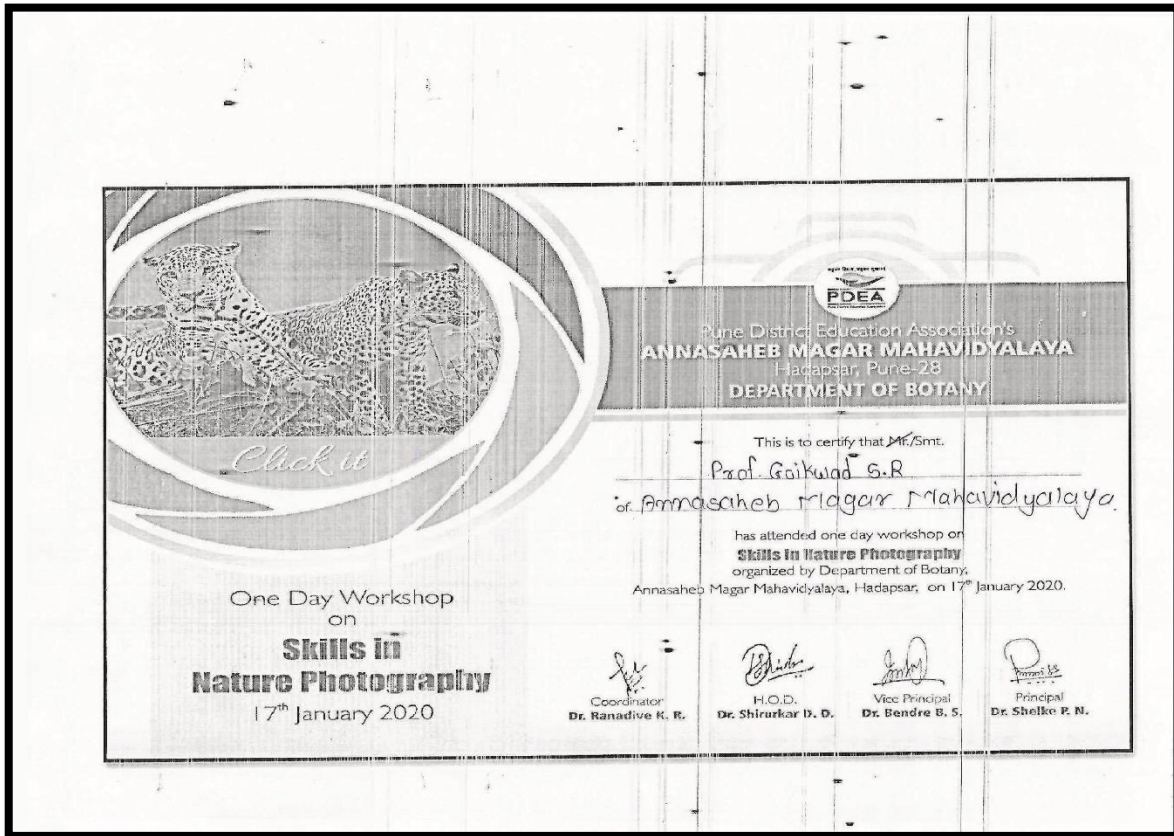 Click it
One Day Workshop
on
Skills in
Nature Photography
17th January 2020
PDEA
Pune District Education Association's
ANNASAHEB MAGAR MAHAVIDYALAYA
Hadapsar, Pune-28
DEPARTMENT OF BOTANY
This is to certify that Mr./Smt.
Prof. Gaikwad S.R
of Annasaheb Magar Mahavidyalaya.
has attended one day workshop on
Skills in Nature Photography
organized by Department of Botany,
Annasaheb Magar Mahavidyalaya, Hadapsar, on 17th January 2020.
Coordinator
Dr. Ranadive K. R.
H.O.D.
Dr. Shirurkar D. D.
Vice Principal
Dr. Bendre B. S.
Principal
Dr. Shelke P. N.